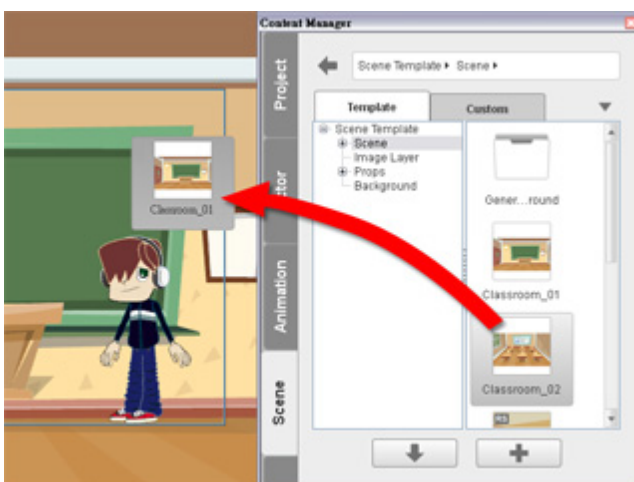 Content Manager
Project
Scene Template ▸ Scene ▸
Template
Custom
Scene Template
Scene
Image Layer
Props
Background
Gener...round
Classroom_01
Classroom_02
Classroom_01
Animation
Scene